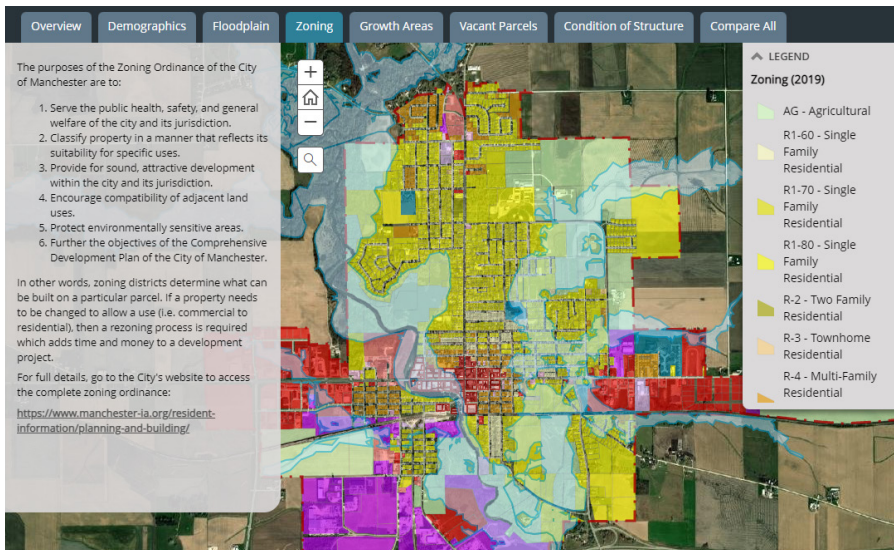 Overview
Demographics
Floodplain
Zoning
Growth Areas
Vacant Parcels
Condition of Structure
Compare All
The purposes of the Zoning Ordinance of the City
of Manchester are to:
1. Serve the public health, safety, and general
welfare of the city and its jurisdiction.
2. Classify property in a manner that reflects its
suitability for specific uses.
3. Provide for sound, attractive development
within the city and its jurisdiction.
4. Encourage compatibility of adjacent land
uses.
5. Protect environmentally sensitive areas.
6. Further the objectives of the Comprehensive
Development Plan of the City of Manchester.
In other words, zoning districts determine what can
be built on a particular parcel. If a property needs
to be changed to allow a use (i.e. commercial to
residential), then a rezoning process is required
which adds time and money to a development
project.
For full details, go to the City's website to access
the complete zoning ordinance:
https://www.manchester-ia.org/resident-
information/planning-and-building/
LEGEND
Zoning (2019)
AG - Agricultural
R1-60 - Single
Family
Residential
R1-70 - Single
Family
Residential
R1-80 - Single
Family
Residential
R-2 - Two Family
Residential
R-3 - Townhome
Residential
R-4 - Multi-Family
Residential